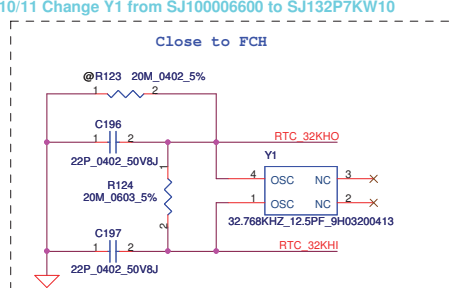 10/11 Change Y1 from SJ100006600 to SJ132P7KW10
Close to FCH
@R123 20M_0402_5%
1 2
C196
1 2
22P_0402_50V8J
RTC_32KHO
R124
20M_0603_5%
1
2
Y1
4 OSC NC 3
1 OSC NC 2
32.768KHZ_12.5PF_9H03200413
C197
1 2
22P_0402_50V8J
RTC_32KHI